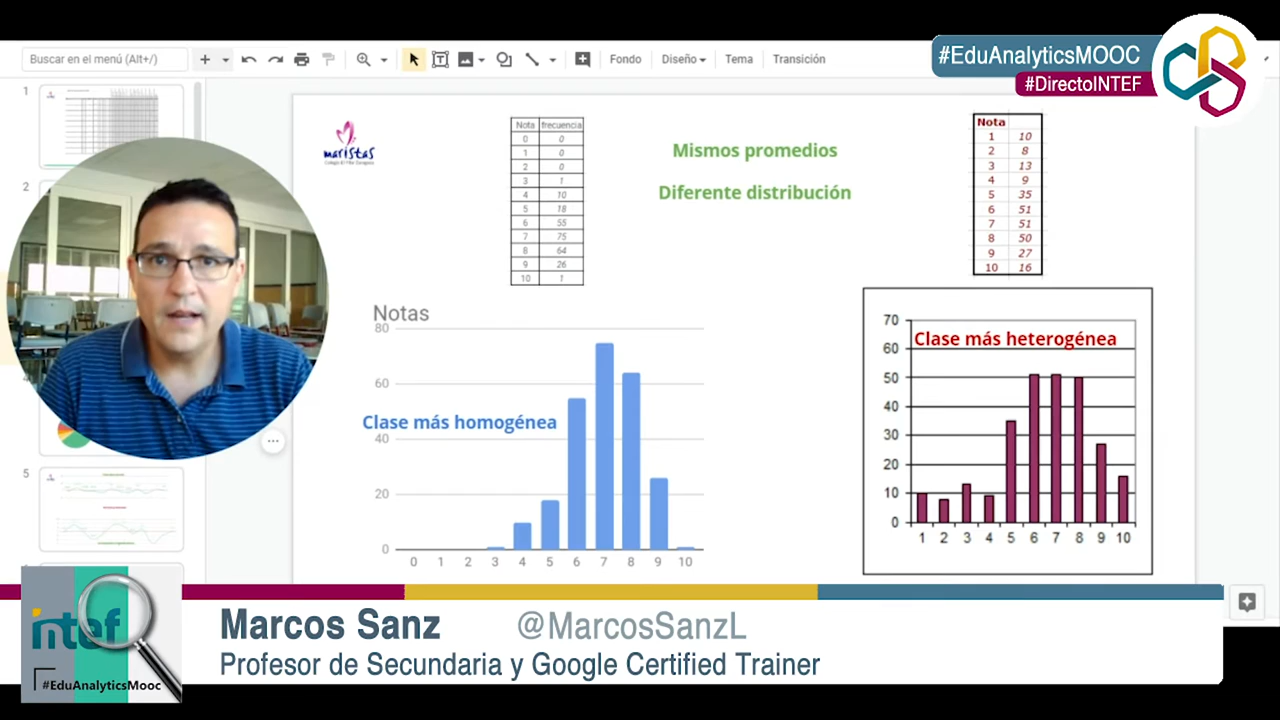 Buscar en el menú (Alt+/)
Fondo
Diseño
Tema
Transición
#EduAnalyticsMOOC
#DirectoINTEF
1
2
5
maristas
Nota frecuencia
0 0
1 0
2 0
3 1
4 10
5 18
6 55
7 75
8 64
9 26
10 1
Mismos promedios
Diferente distribución
Nota
1 10
2 8
3 13
4 9
5 35
6 51
7 51
8 50
9 27
10 16
Notas
80
60
40
20
0
0 1 2 3 4 5 6 7 8 9 10
Clase más homogénea
Clase más heterogénea
70
60
50
40
30
20
10
0
1 2 3 4 5 6 7 8 9 10
intef
#EduAnalyticsMooc
Marcos Sanz @MarcosSanzL
Profesor de Secundaria y Google Certified Trainer